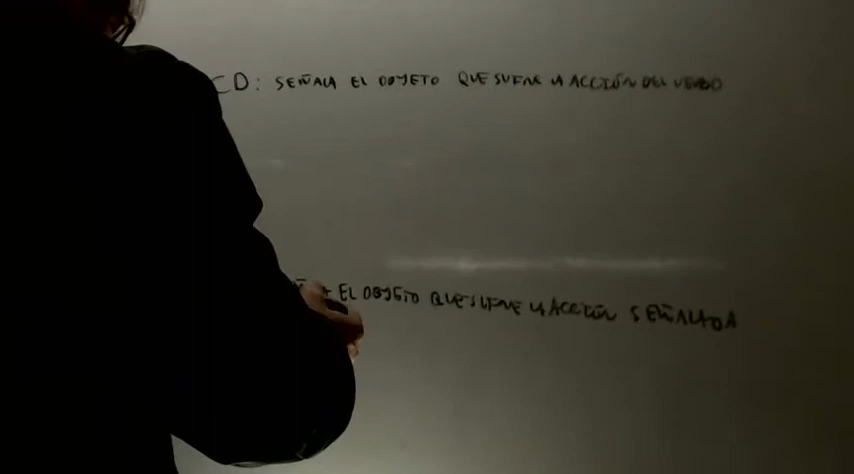 CD: SEÑALA EL OBJETO QUE SUFRE LA ACCIÓN DEL VERBO
EL OBJETO QUE SUFRE LA ACCIÓN SEÑALADA